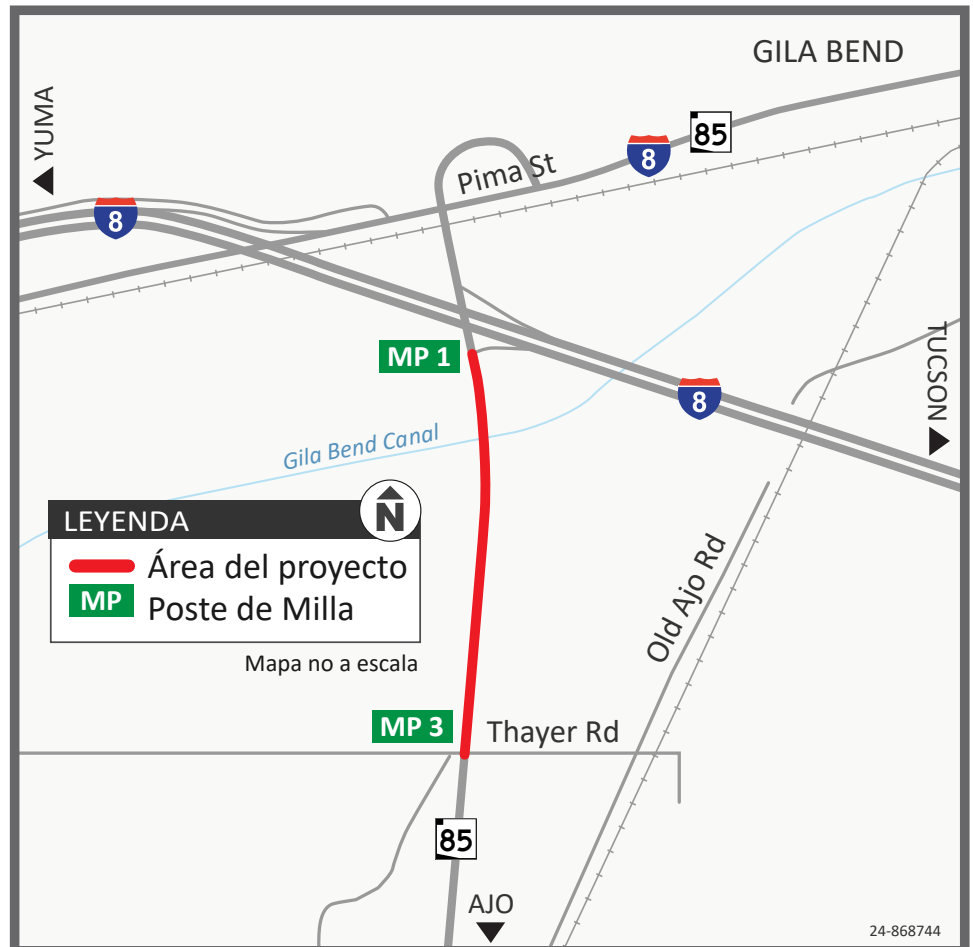 GILA BEND
YUMA
85
8
Pima St
8
MP 1
TUCSON
8
Gila Bend Canal
N
LEYENDA
Área del proyecto
MP Poste de Milla
Mapa no a escala
Old Ajo Rd
MP 3
Thayer Rd
85
AJO
24-868744